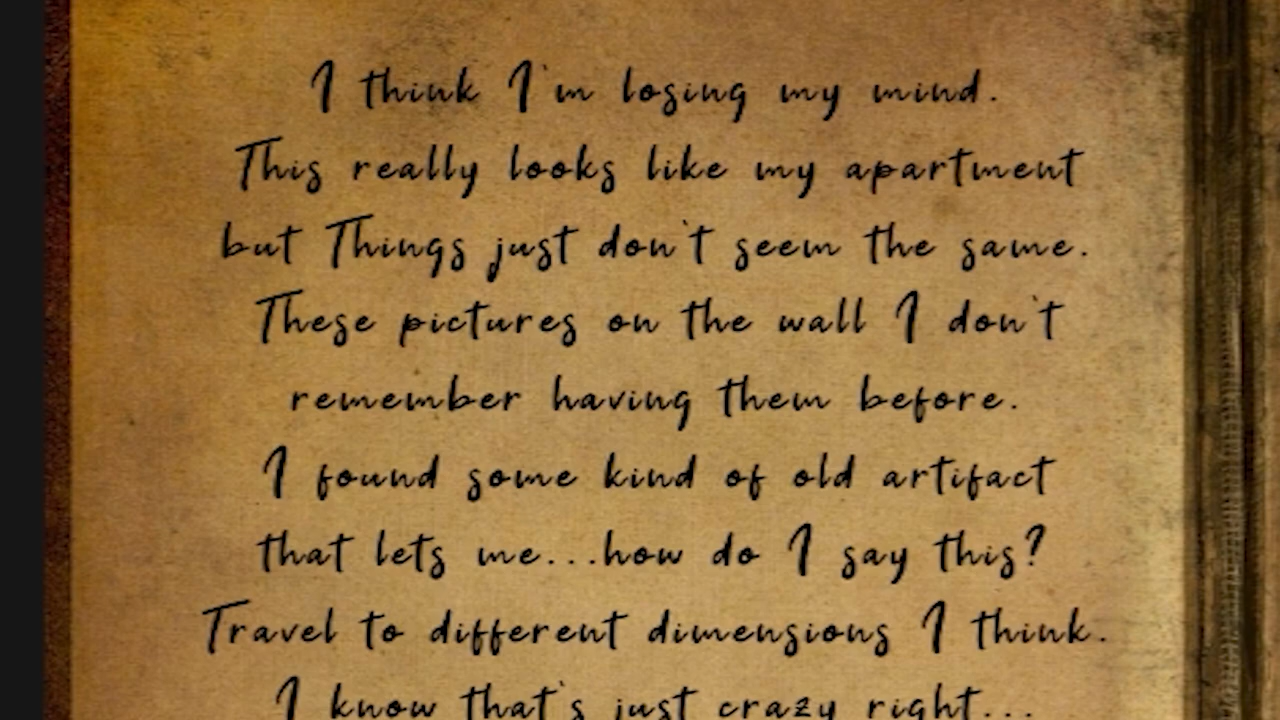 I think I'm losing my mind.
This really looks like my apartment
but Things just don't seem the same.
These pictures on the wall I don't
remember having them before.
I found some kind of old artifact
that lets me...how do I say this?
Travel to different dimensions I think.
I know that's just crazy right...